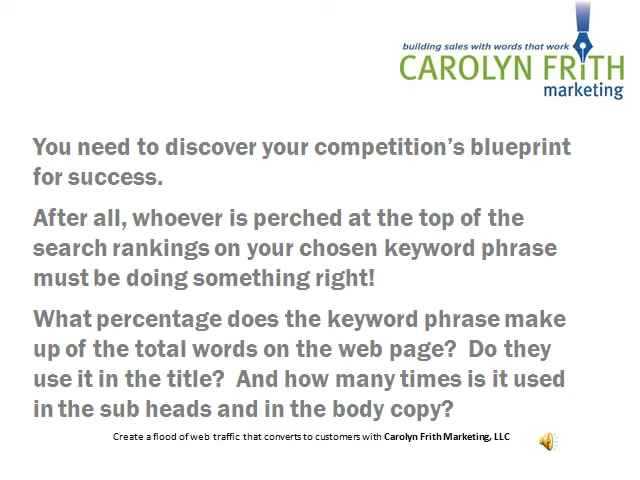 building sales with words that work
CAROLYN FRITH
marketing
You need to discover your competition's blueprint
for success.
After all, whoever is perched at the top of the
search rankings on your chosen keyword phrase
must be doing something right!
What percentage does the keyword phrase make
up of the total words on the web page?  Do they
use it in the title?  And how many times is it used
in the sub heads and in the body copy?
Create a flood of web traffic that converts to customers with Carolyn Frith Marketing, LLC